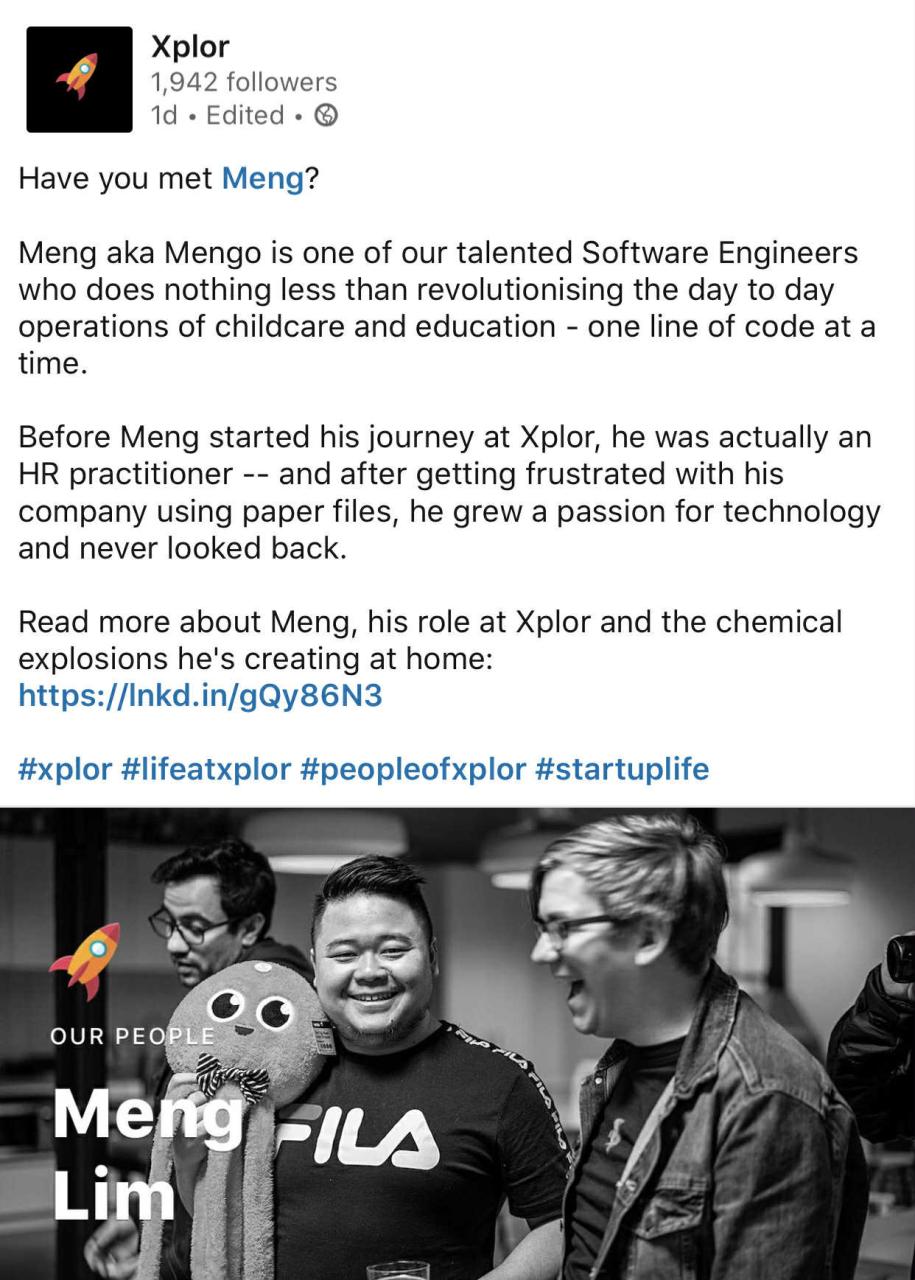 Xplor
1,942 followers
1d • Edited •
Have you met Meng?
Meng aka Mengo is one of our talented Software Engineers
who does nothing less than revolutionising the day to day
operations of childcare and education - one line of code at a
time.
Before Meng started his journey at Xplor, he was actually an
HR practitioner -- and after getting frustrated with his
company using paper files, he grew a passion for technology
and never looked back.
Read more about Meng, his role at Xplor and the chemical
explosions he's creating at home:
https://lnkd.in/gQy86N3
#xplor #lifeatxplor #peopleofxplor #startuplife
OUR PEOPLE
Meng
Lim
FILA
FILA FILA FILA FILA